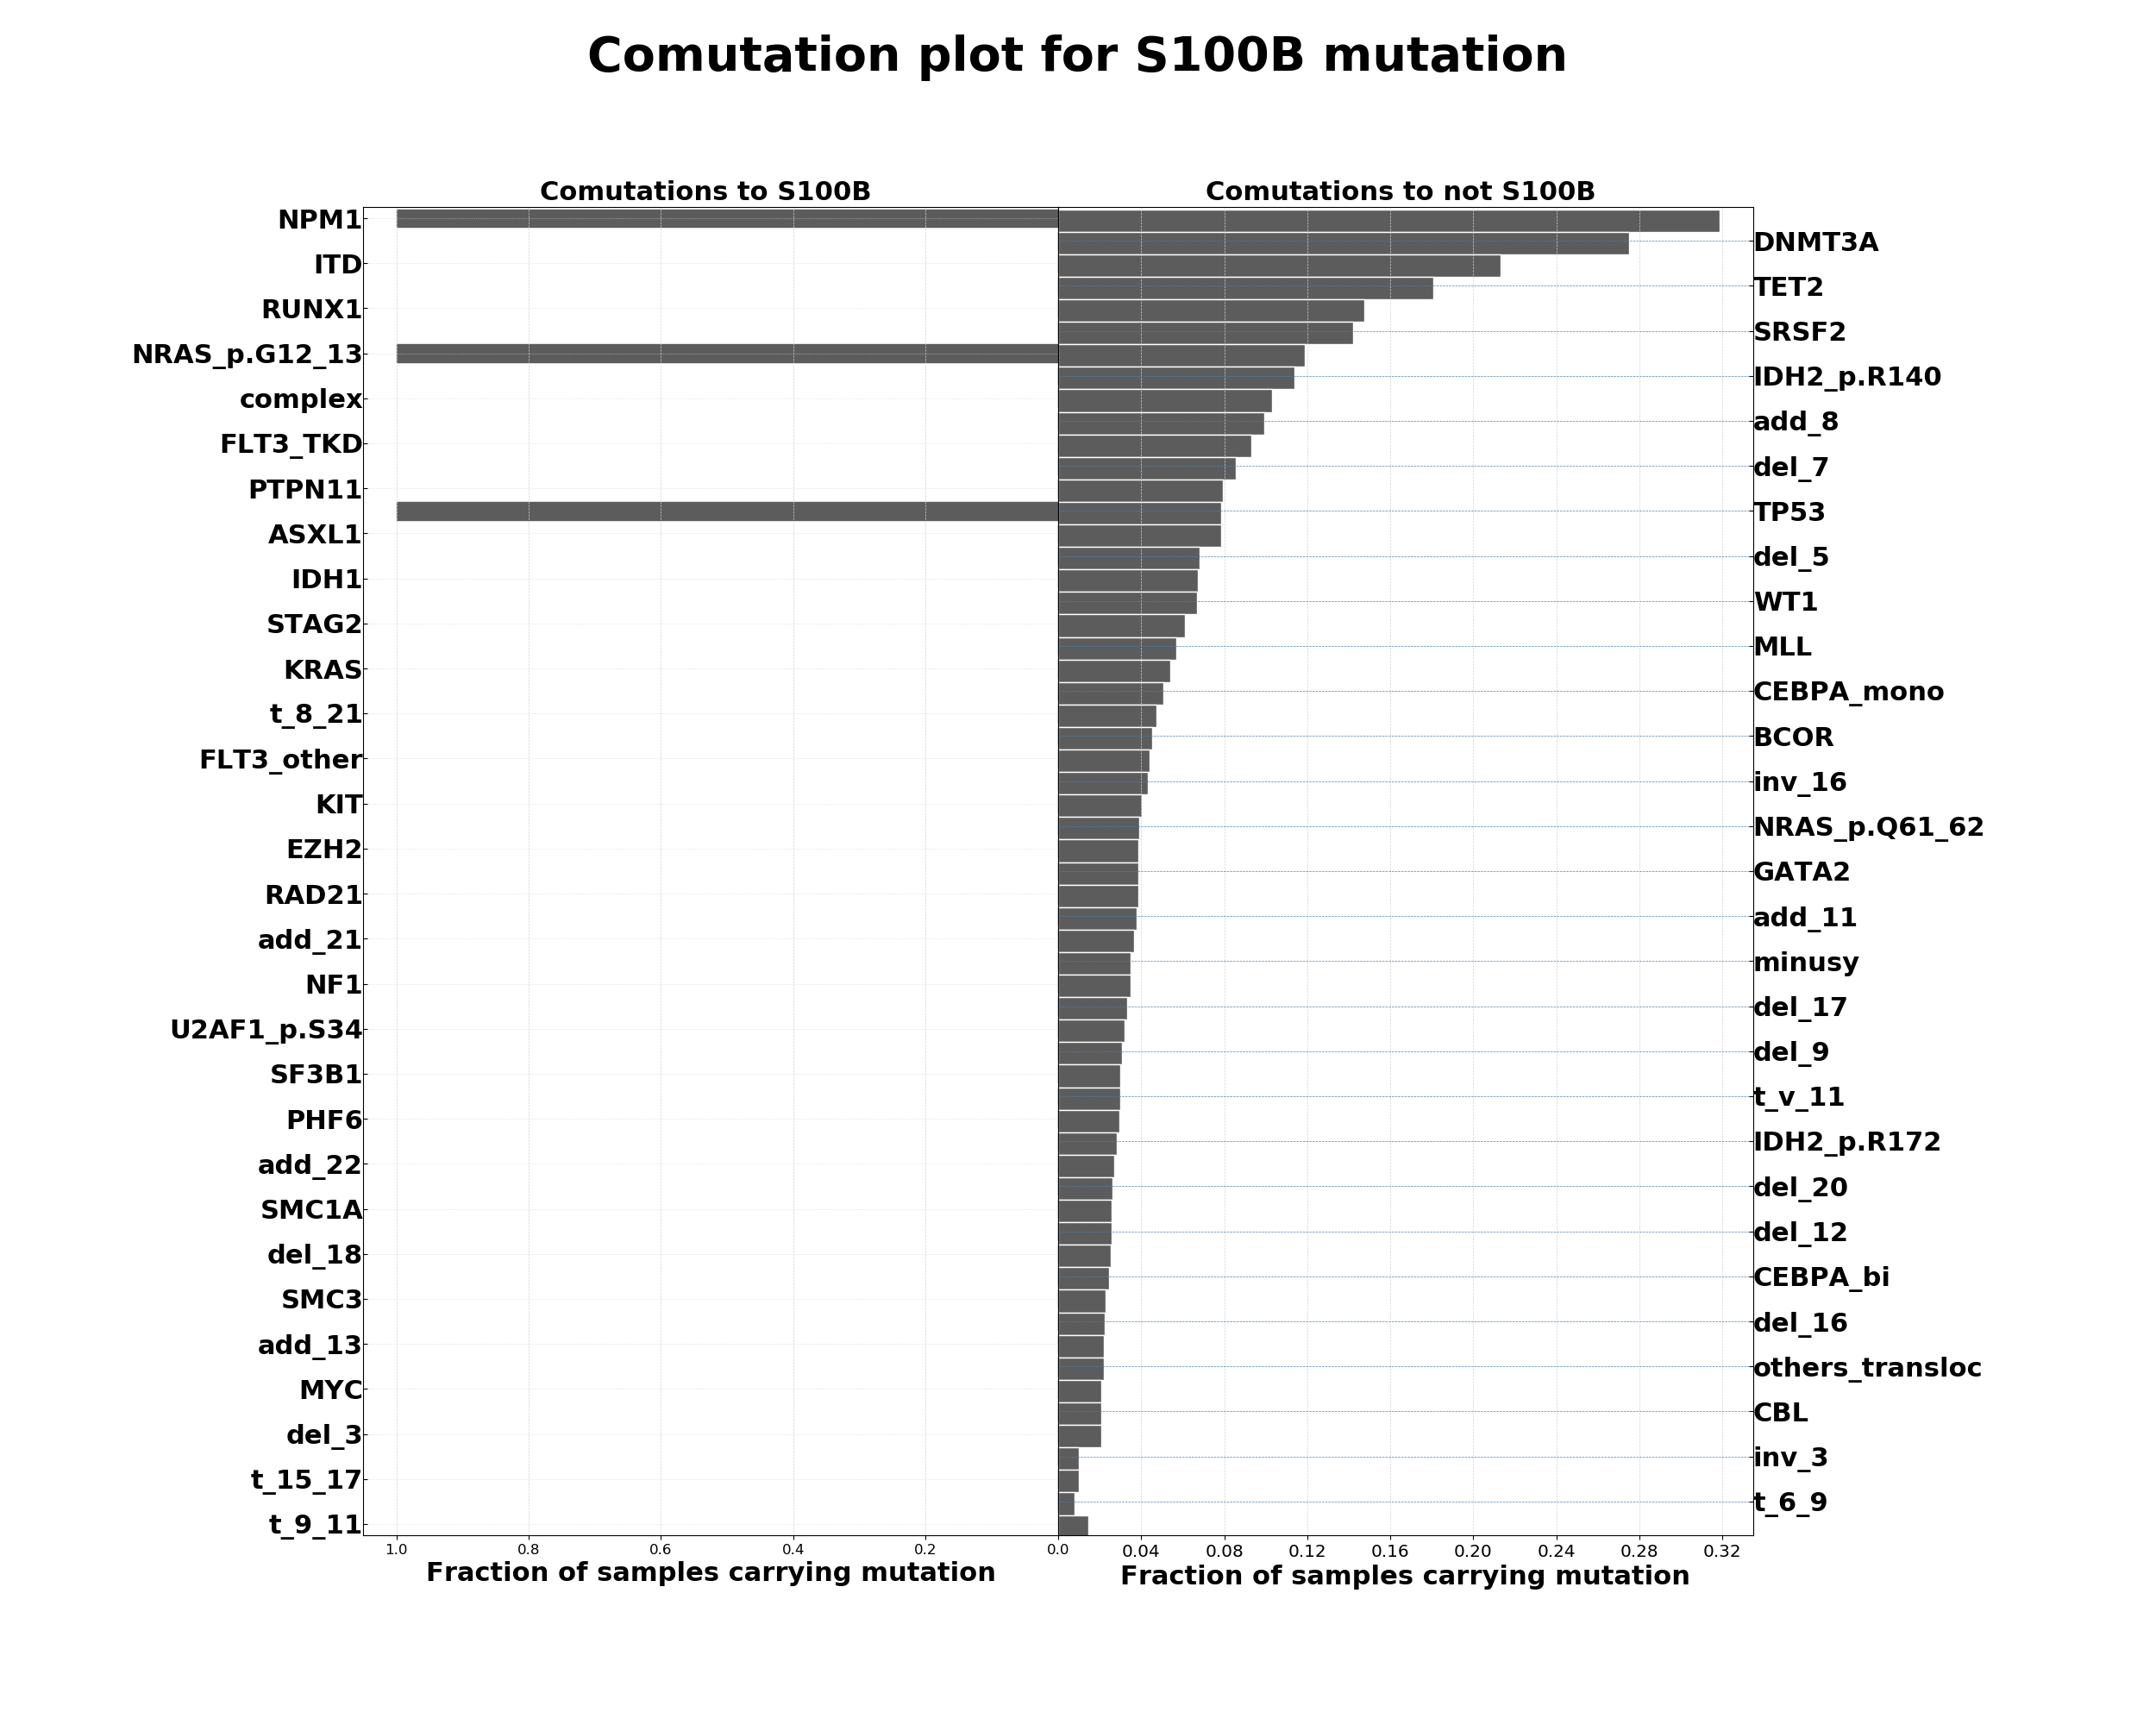 Comutation plot for S100B mutation
Comutations to S100B
Comutations to not S100B
NPM1
DNMT3A
ITD
TET2
RUNX1
SRSF2
NRAS_p.G12_13
IDH2_p.R140
complex
add_8
FLT3_TKD
del_7
PTPN11
TP53
ASXL1
del_5
IDH1
WT1
STAG2
MLL
KRAS
CEBPA_mono
t_8_21
BCOR
FLT3_other
inv_16
KIT
NRAS_p.Q61_62
EZH2
GATA2
RAD21
add_11
add_21
minusy
NF1
del_17
U2AF1_p.S34
del_9
SF3B1
t_v_11
PHF6
IDH2_p.R172
add_22
del_20
SMC1A
del_12
del_18
CEBPA_bi
SMC3
del_16
add_13
others_transloc
MYC
CBL
del_3
inv_3
t_15_17
t_6_9
t_9_11
1.0 0.8 0.6 0.4 0.2 0.0 0.04 0.08 0.12 0.16 0.20 0.24 0.28 0.32
Fraction of samples carrying mutation
Fraction of samples carrying mutation